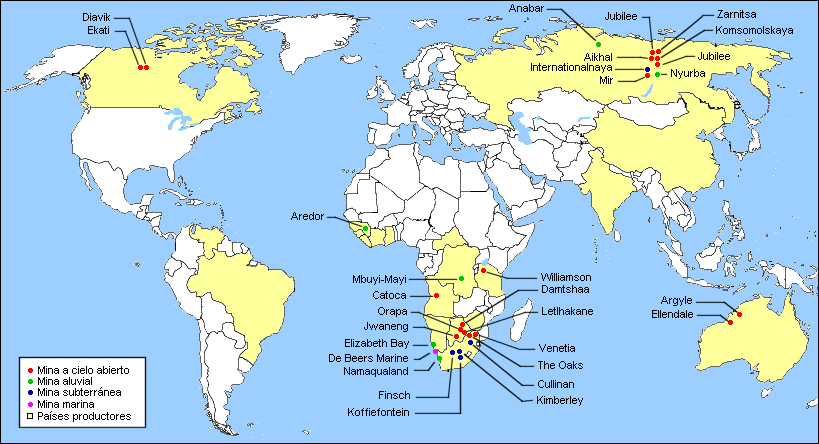 Diavik
Ekati
Anabar
Jubilee
Zarnitsa
Komsomolskaya
Aikhal
Jubilee
Internationalnaya
Mir
Nyurba
Aredor
Mbuyi-Mayi
Williamson
Catoca
Damtshaa
Orapa
Letlhakane
Jwaneng
Argyle
Ellendale
Elizabeth Bay
Venetia
De Beers Marine
The Oaks
Namaqualand
Cullinan
Finsch
Kimberley
Koffiefontein
Mina a cielo abierto
Mina aluvial
Mina subterránea
Mina marina
Países productores